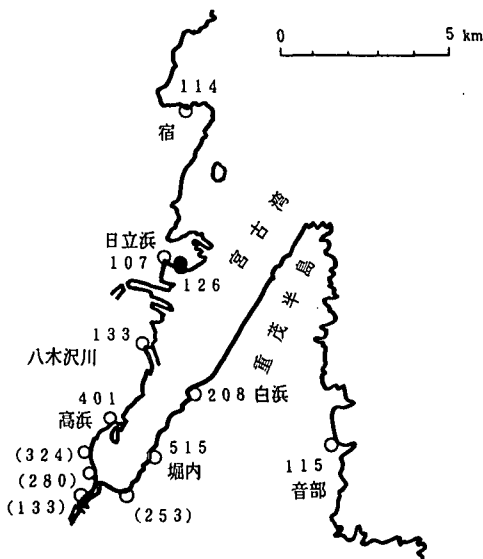 0 5 km
114
宿
宮古湾
日立浜
107
126
重茂半島
133
八木沢川
401
高浜
208 白浜
(324)
515
堀内
115
音部
(280)
(133)
(253)